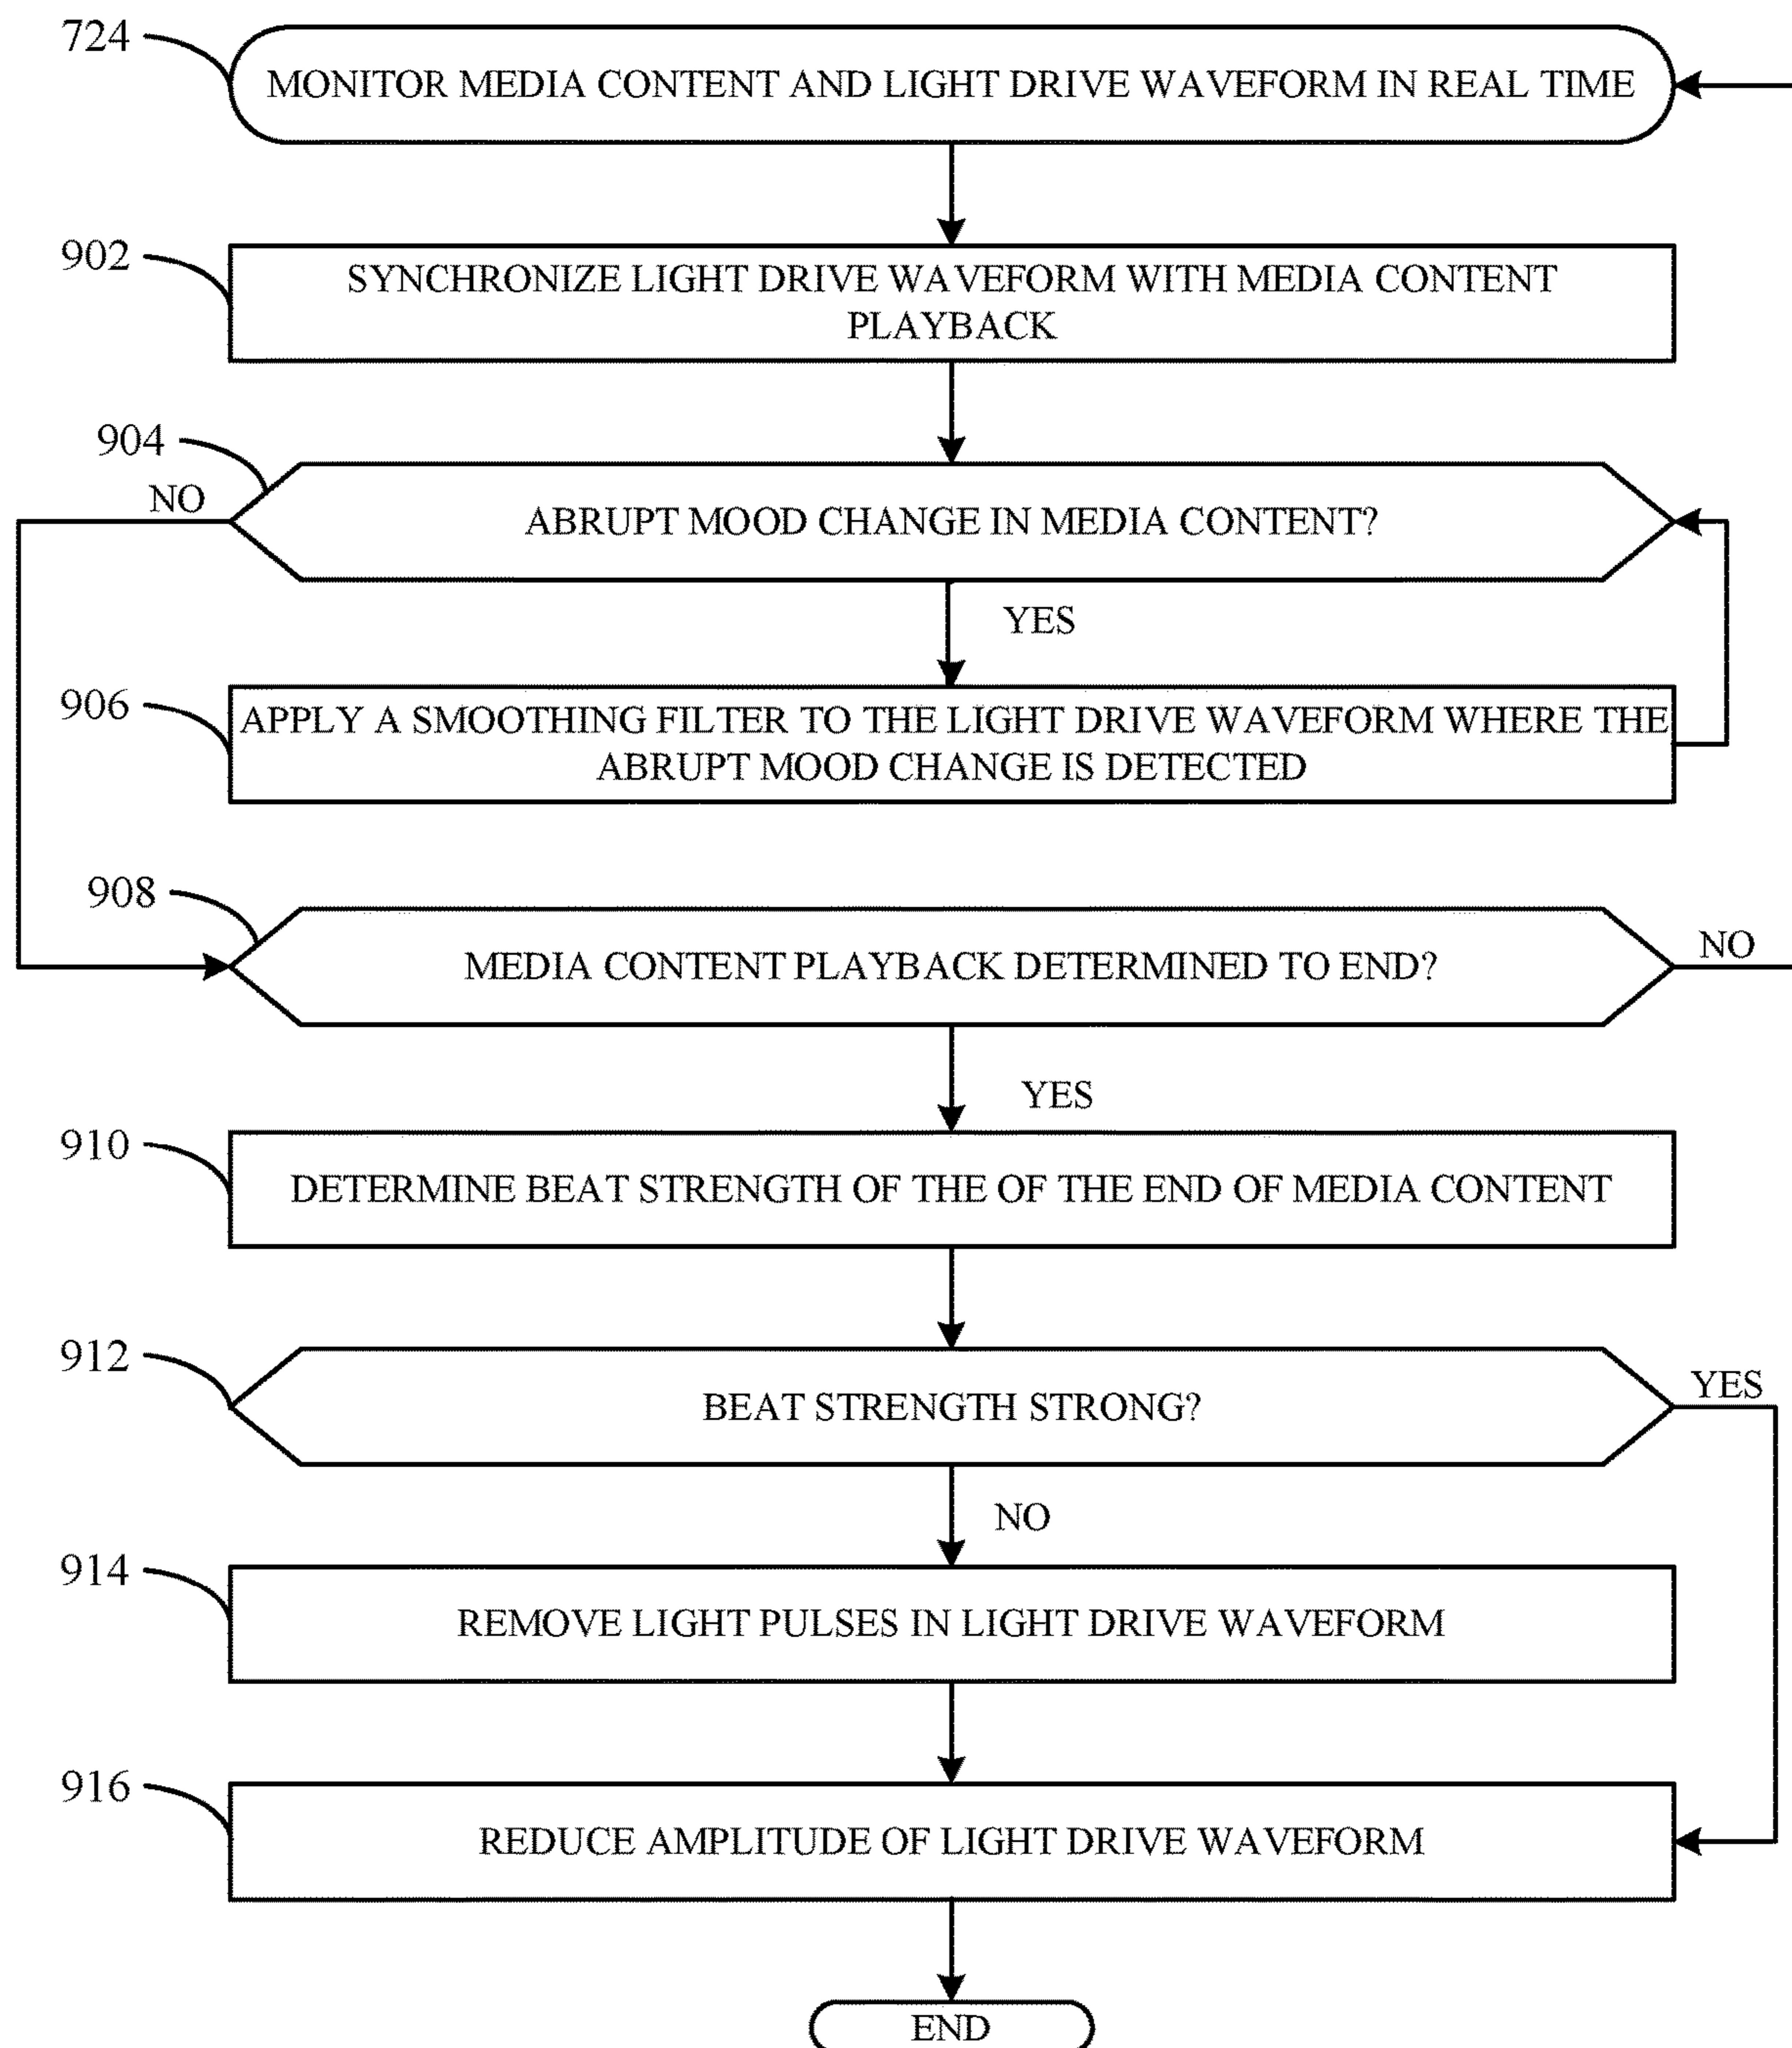 724
MONITOR MEDIA CONTENT AND LIGHT DRIVE WAVEFORM IN REAL TIME
902
SYNCHRONIZE LIGHT DRIVE WAVEFORM WITH MEDIA CONTENT
PLAYBACK
904
NO
ABRUPT MOOD CHANGE IN MEDIA CONTENT?
YES
906
APPLY A SMOOTHING FILTER TO THE LIGHT DRIVE WAVEFORM WHERE THE
ABRUPT MOOD CHANGE IS DETECTED
908
MEDIA CONTENT PLAYBACK DETERMINED TO END?
NO
YES
910
DETERMINE BEAT STRENGTH OF THE OF THE END OF MEDIA CONTENT
912
BEAT STRENGTH STRONG?
YES
NO
914
REMOVE LIGHT PULSES IN LIGHT DRIVE WAVEFORM
916
REDUCE AMPLITUDE OF LIGHT DRIVE WAVEFORM
END